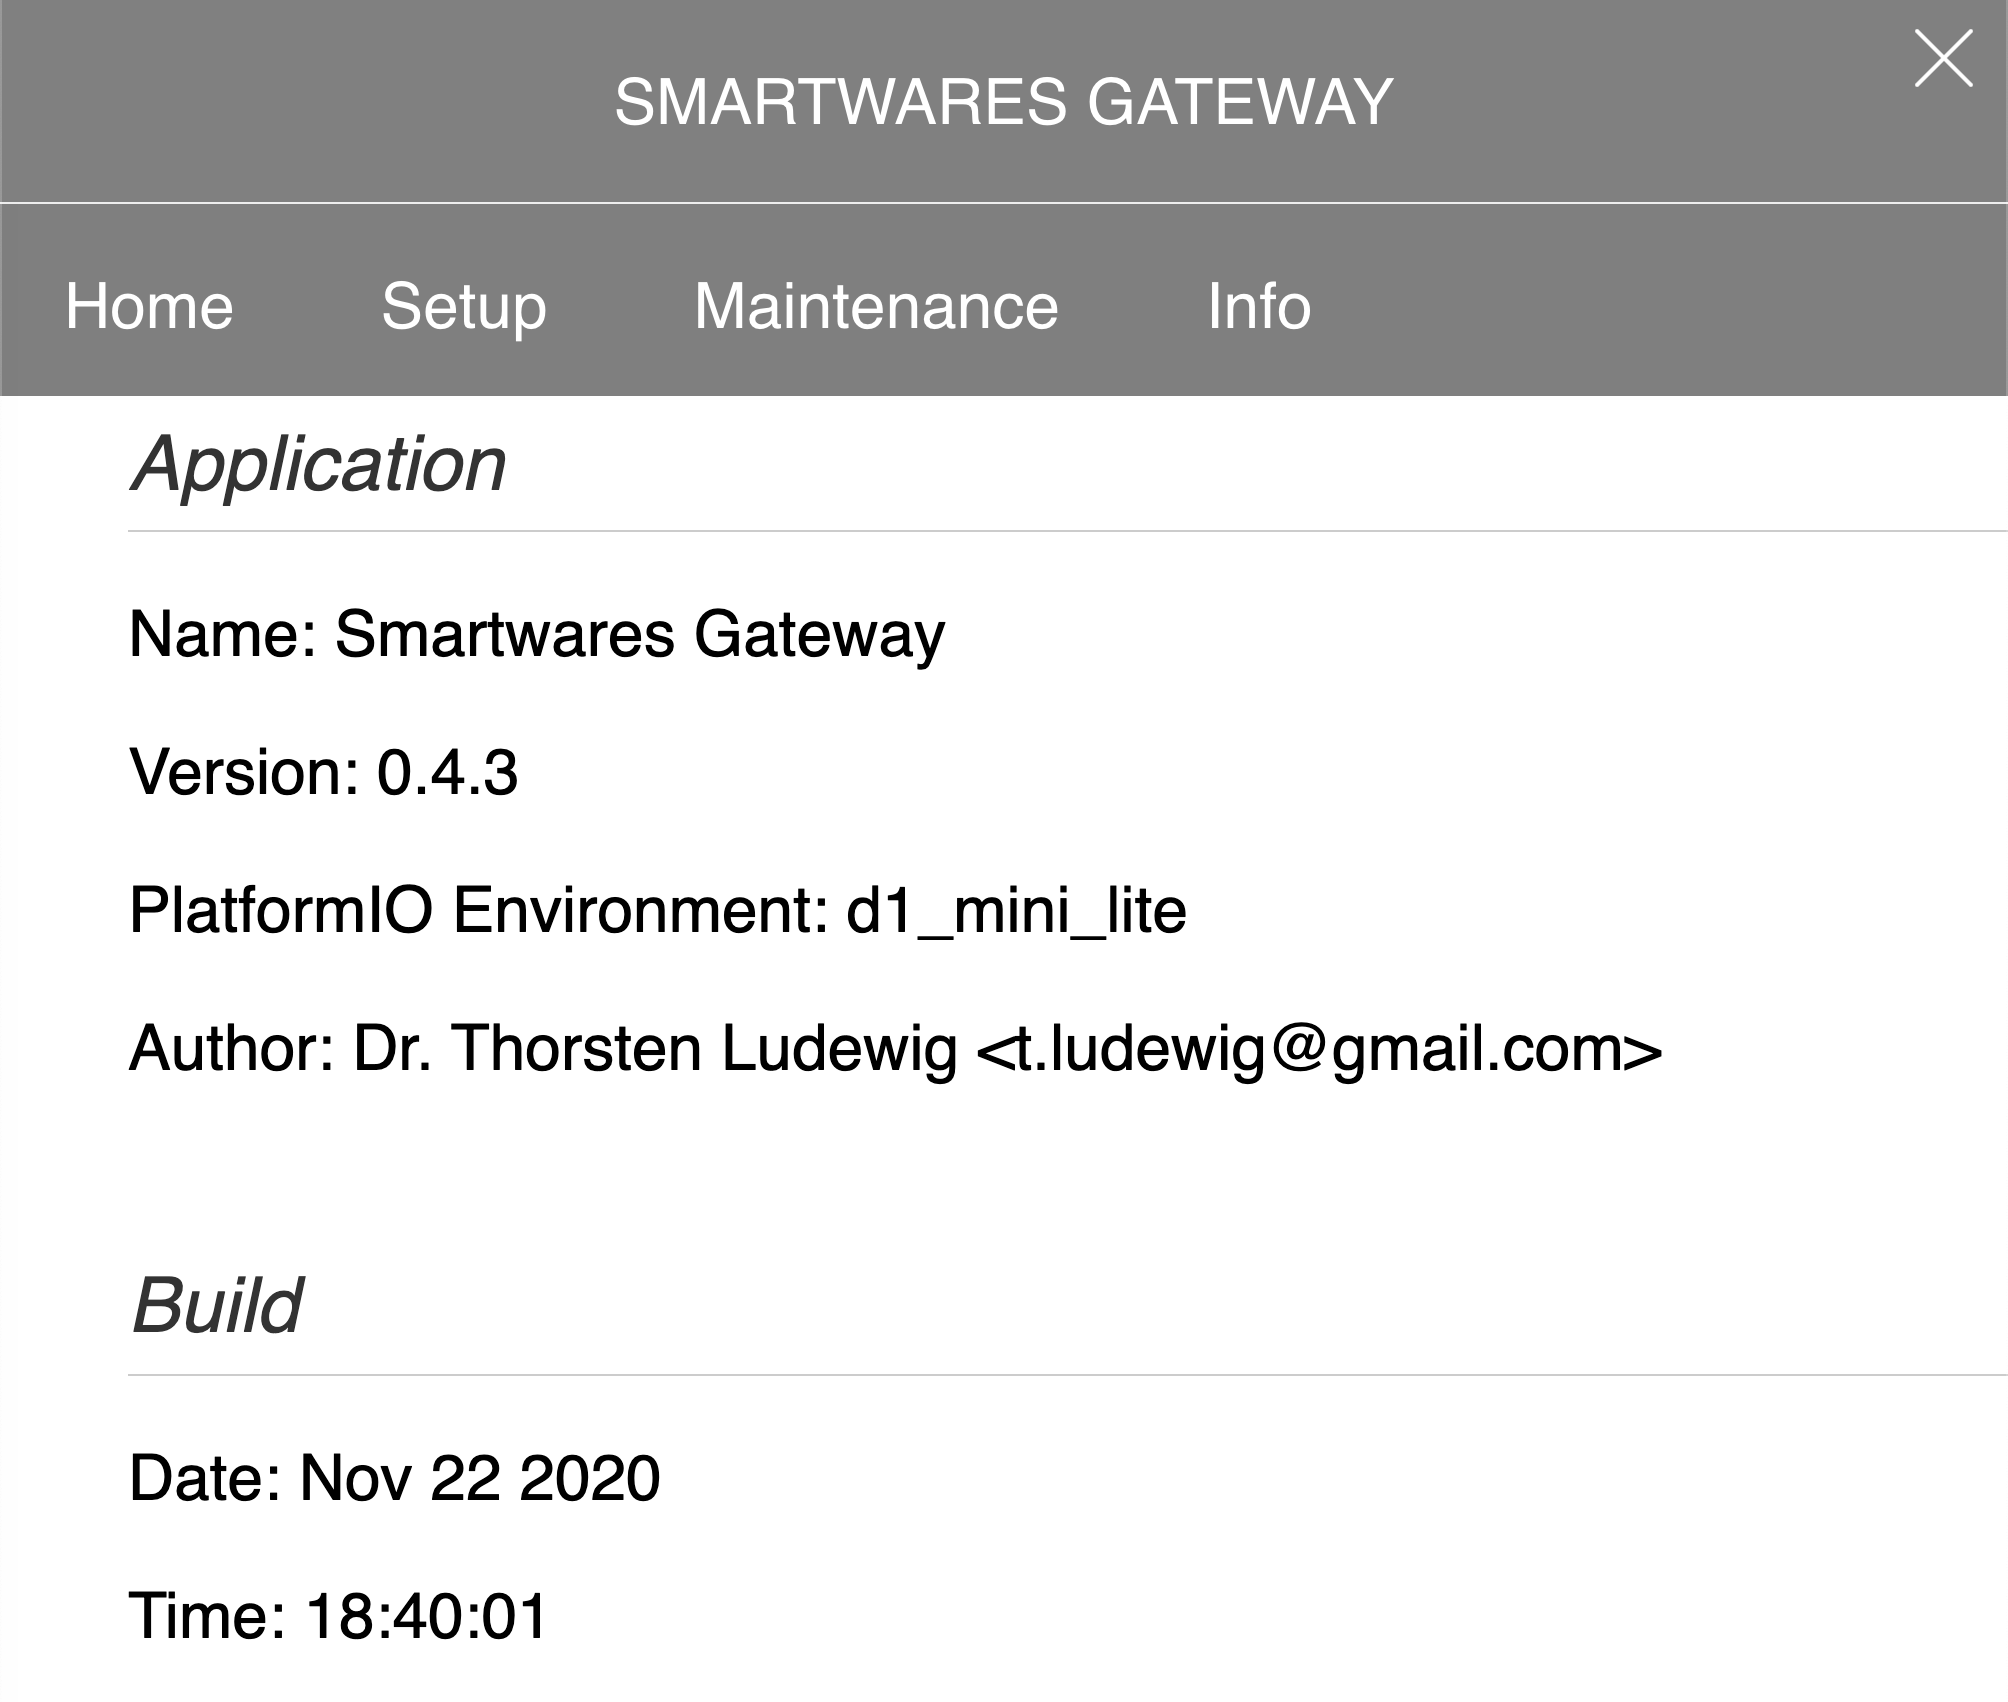 SMARTWARES GATEWAY
Home Setup Maintenance Info
Application
Name: Smartwares Gateway
Version: 0.4.3
PlatformIO Environment: d1_mini_lite
Author: Dr. Thorsten Ludewig <t.ludewig@gmail.com>
Build
Date: Nov 22 2020
Time: 18:40:01